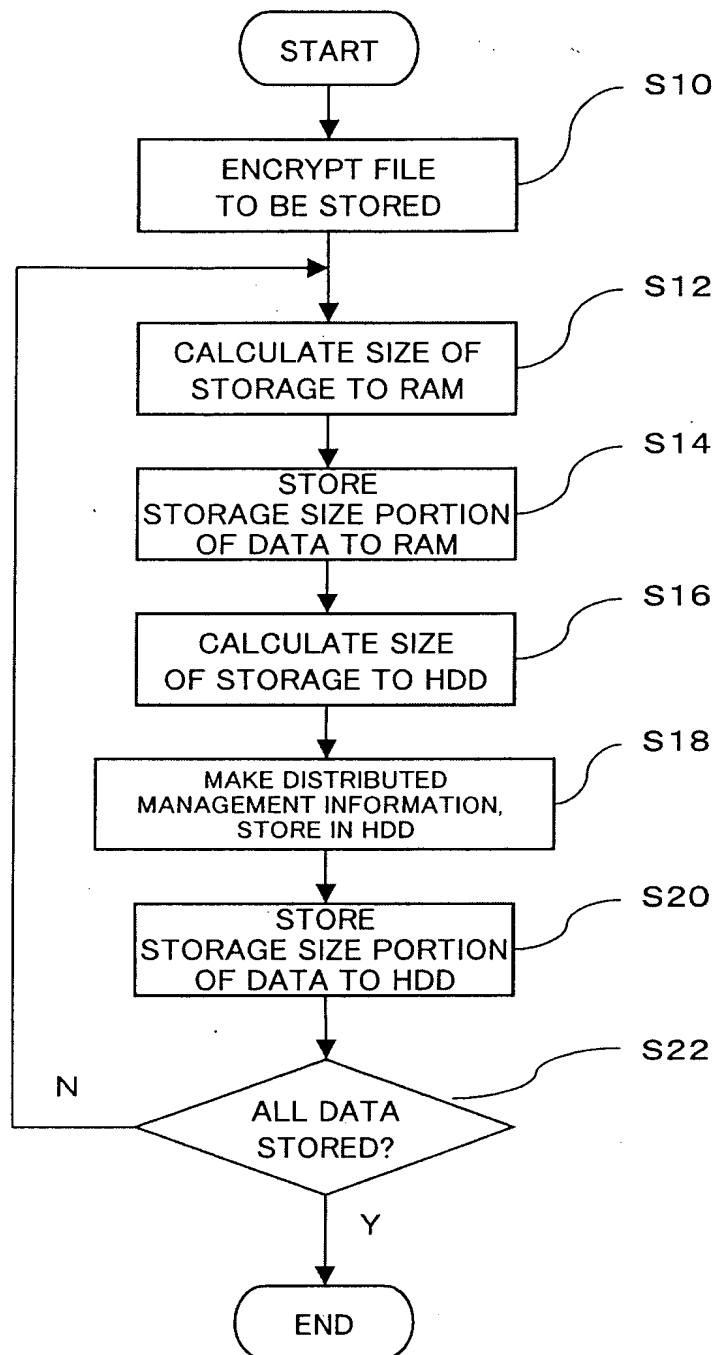 START
S10
ENCRYPT FILE
TO BE STORED
S12
CALCULATE SIZE OF
STORAGE TO RAM
S14
STORE
STORAGE SIZE PORTION
OF DATA TO RAM
S16
CALCULATE SIZE
OF STORAGE TO HDD
S18
MAKE DISTRIBUTED
MANAGEMENT INFORMATION,
STORE IN HDD
S20
STORE
STORAGE SIZE PORTION
OF DATA TO HDD
S22
N
ALL DATA
STORED?
Y
END